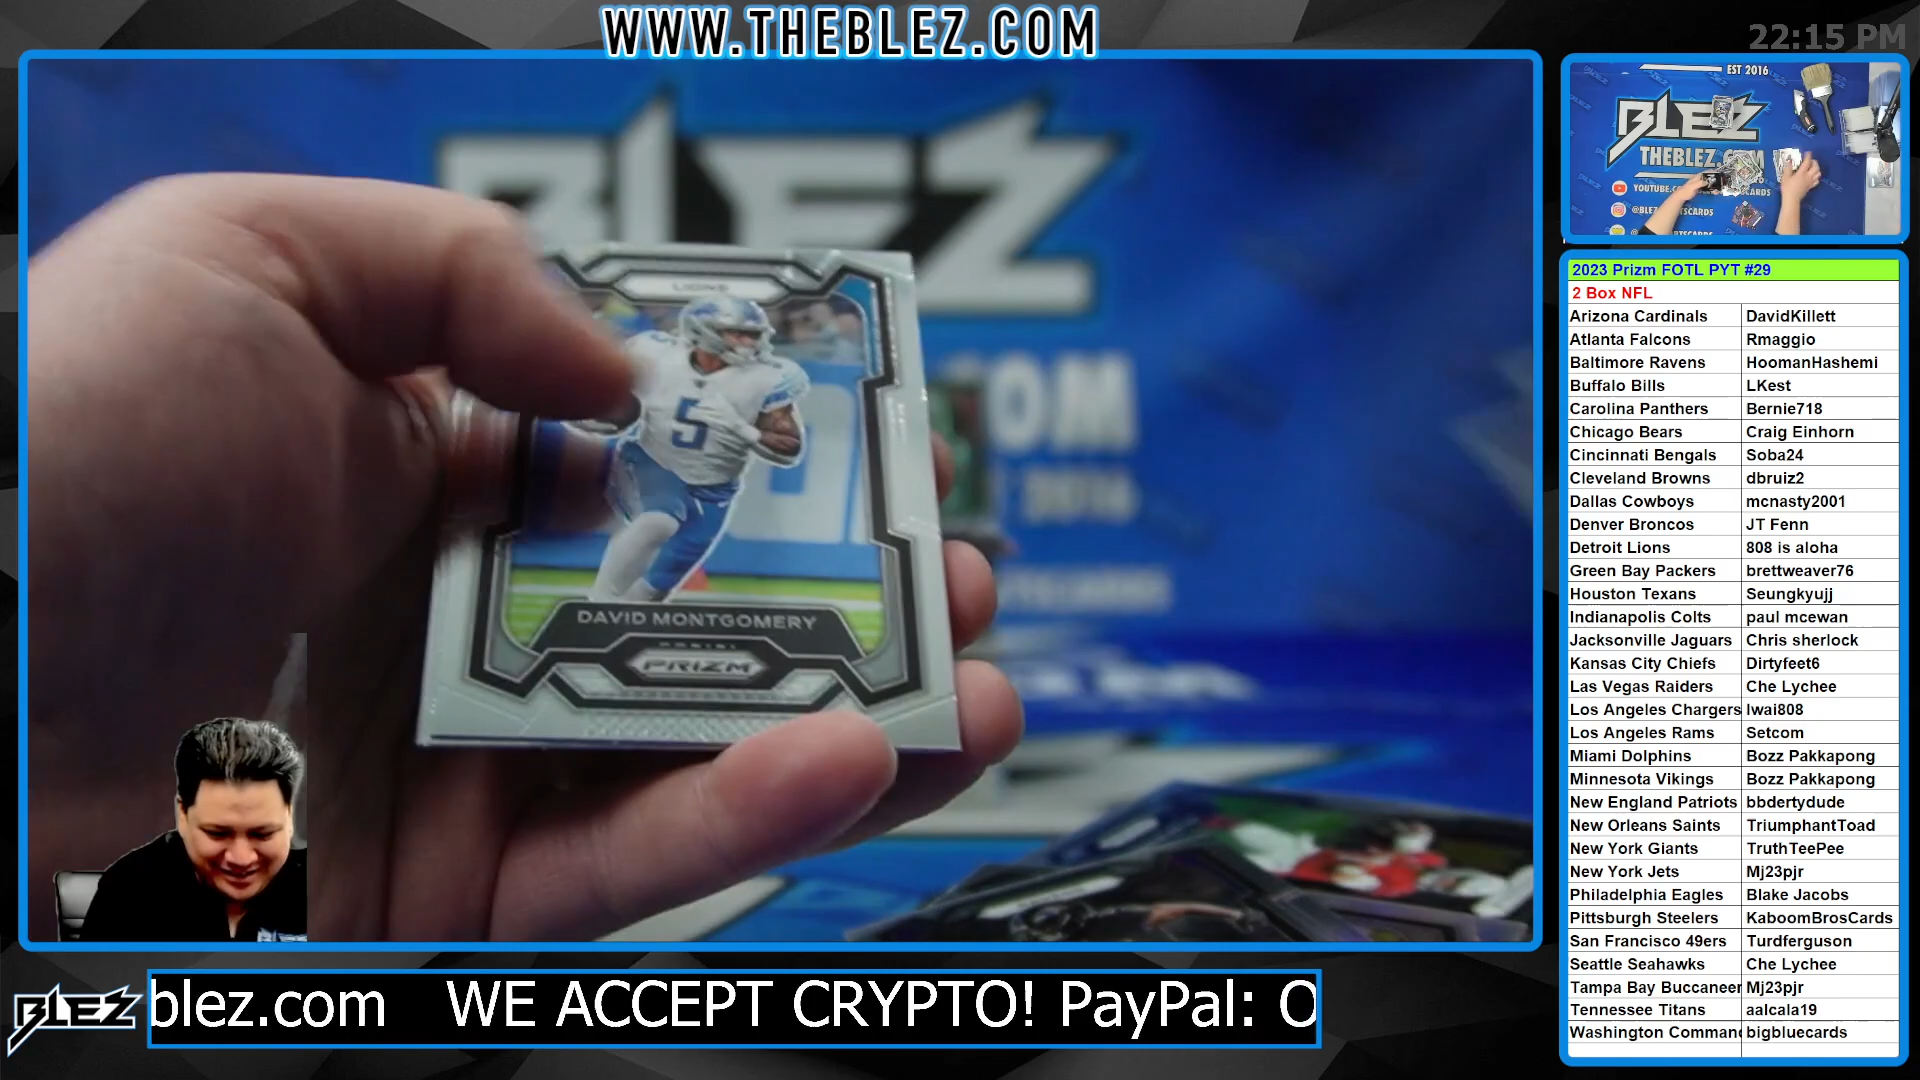 WWW.THEBLEZ.COM
22:15 PM
BLEZ
LIONS
5
DAVID MONTGOMERY
PANINI
PRIZM
EST 2016
BLEZ
THEBLEZ.COM
2023 Prizm FOTL PYT #29
2 Box NFL
Arizona Cardinals DavidKillett
Atlanta Falcons Rmaggio
Baltimore Ravens HoomanHashemi
Buffalo Bills LKest
Carolina Panthers Bernie718
Chicago Bears Craig Einhorn
Cincinnati Bengals Soba24
Cleveland Browns dbruiz2
Dallas Cowboys mcnasty2001
Denver Broncos JT Fenn
Detroit Lions 808 is aloha
Green Bay Packers brettweaver76
Houston Texans Seungkyujj
Indianapolis Colts paul mcewan
Jacksonville Jaguars Chris sherlock
Kansas City Chiefs Dirtyfeet6
Las Vegas Raiders Che Lychee
Los Angeles Chargers Iwai808
Los Angeles Rams Setcom
Miami Dolphins Bozz Pakkapong
Minnesota Vikings Bozz Pakkapong
New England Patriots bbdertydude
New Orleans Saints TriumphantToad
New York Giants TruthTeePee
New York Jets Mj23pjr
Philadelphia Eagles Blake Jacobs
Pittsburgh Steelers KaboomBrosCards
San Francisco 49ers Turdferguson
Seattle Seahawks Che Lychee
Tampa Bay Buccaneer Mj23pjr
Tennessee Titans aalcala19
Washington Comman bigbluecards
BLEZ
blez.com WE ACCEPT CRYPTO! PayPal: O